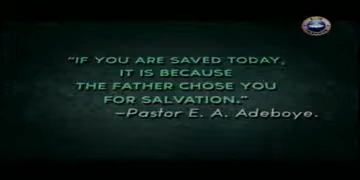 "IF YOU ARE SAVED TODAY,
IT IS BECAUSE
THE FATHER CHOSE YOU
FOR SALVATION."
–Pastor E. A. Adeboye.